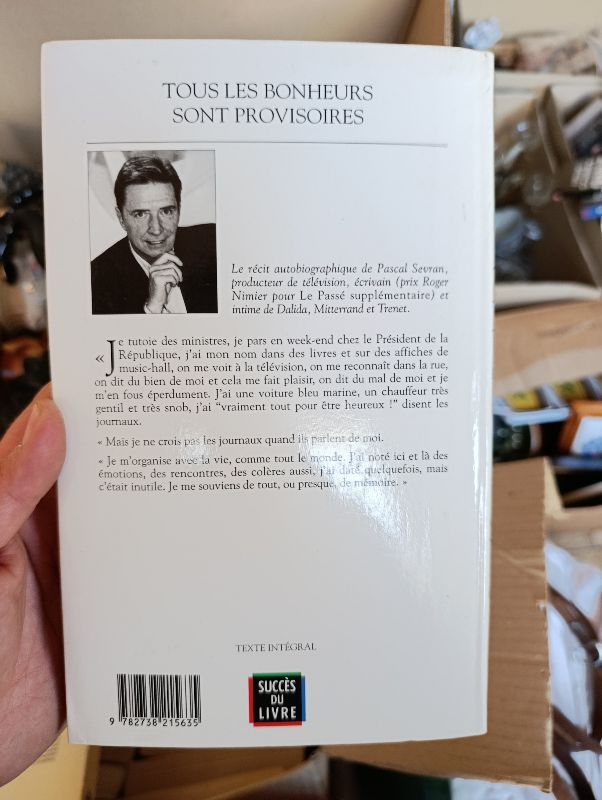 TOUS LES BONHEURS
SONT PROVISOIRES
Le récit autobiographique de Pascal Sevran,
producteur de télévision, écrivain (prix Roger
Nimier pour Le Passé supplémentaire) et
intime de Dalida, Mitterrand et Trenet.
« Je tutoie des ministres, je pars en week-end chez le Président de la
République, j'ai mon nom dans des livres et sur des affiches de
music-hall, on me voit à la télévision, on me reconnaît dans la rue,
on dit du bien de moi et cela me fait plaisir, on dit du mal de moi et je
m'en fous éperdument. J'ai une voiture bleu marine, un chauffeur très
gentil et très snob, j'ai "vraiment tout pour être heureux !" disent les
journaux.
« Mais je ne crois pas les journaux quand ils parlent de moi.
« Je m'organise avec la vie, comme tout le monde. J'ai noté ici et là des
émotions, des rencontres, des colères aussi, j'ai daté quelquefois, mais
c'était inutile. Je me souviens de tout, ou presque, de mémoire. »
TEXTE INTÉGRAL
SUCCÈS
DU
LIVRE
9 782738 215635